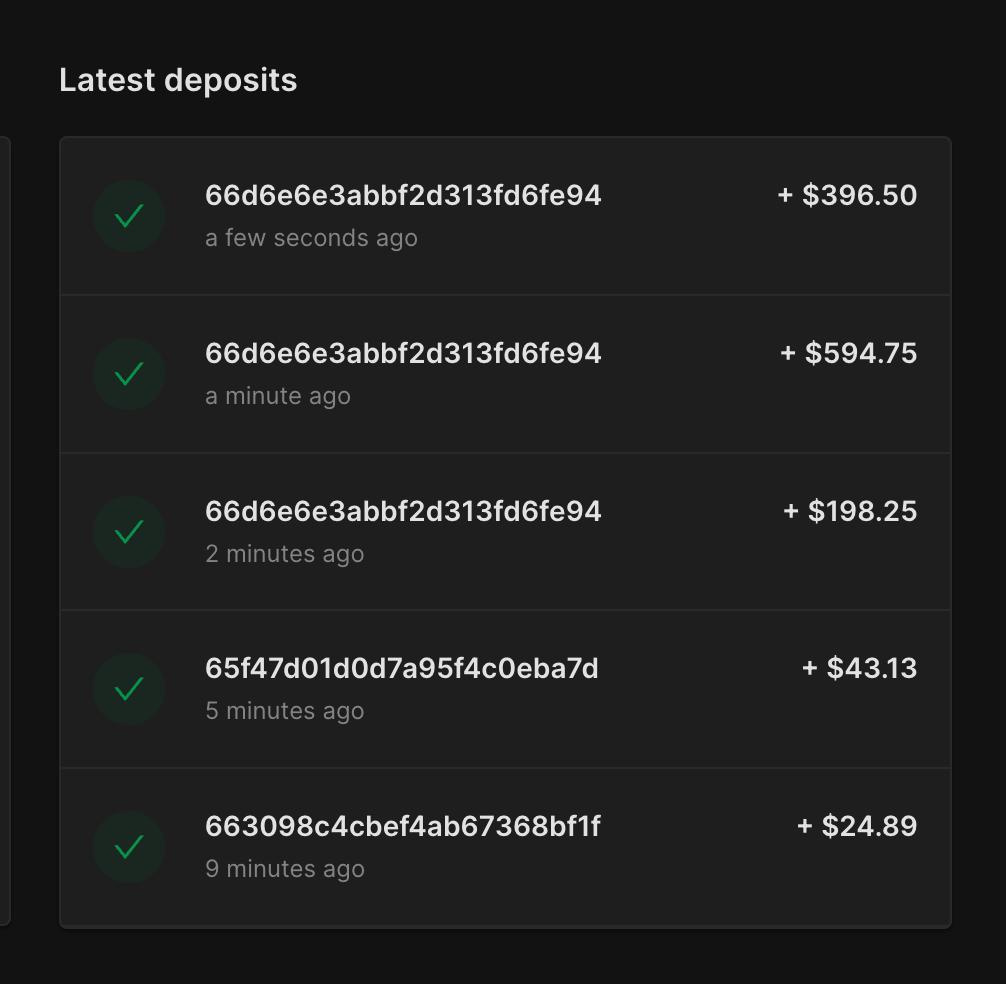 Latest deposits
66d6e6e3abbf2d313fd6fe94 + $396.50
a few seconds ago
66d6e6e3abbf2d313fd6fe94 + $594.75
a minute ago
66d6e6e3abbf2d313fd6fe94 + $198.25
2 minutes ago
65f47d01d0d7a95f4c0eba7d + $43.13
5 minutes ago
663098c4cbef4ab67368bf1f + $24.89
9 minutes ago